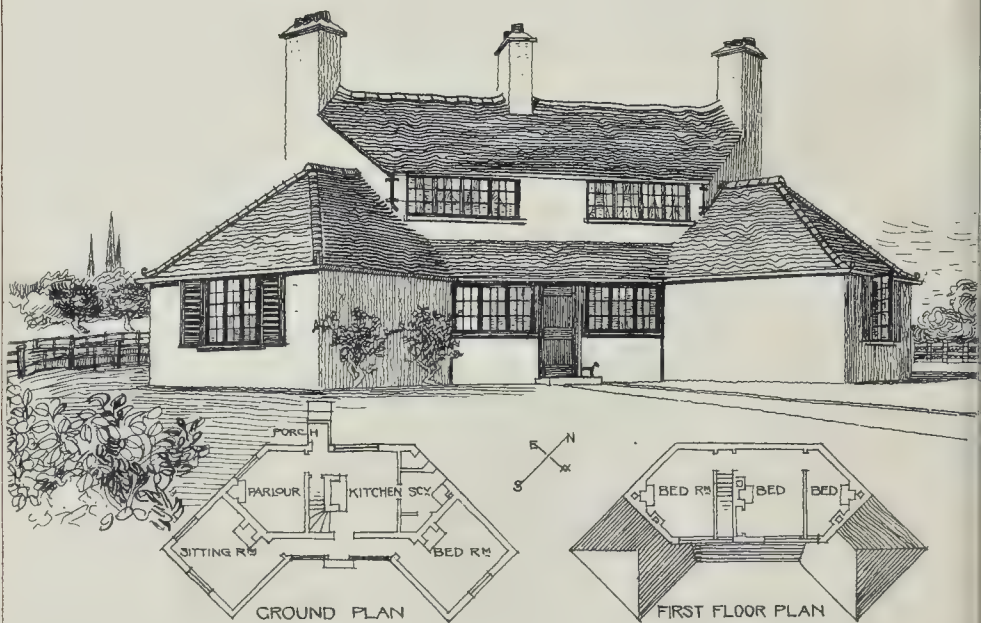 PORCH
PARLOUR
KITCHEN
SCY
SITTING RM
BED RM
GROUND PLAN
N
S
BED RM
BED
BED
FIRST FLOOR PLAN